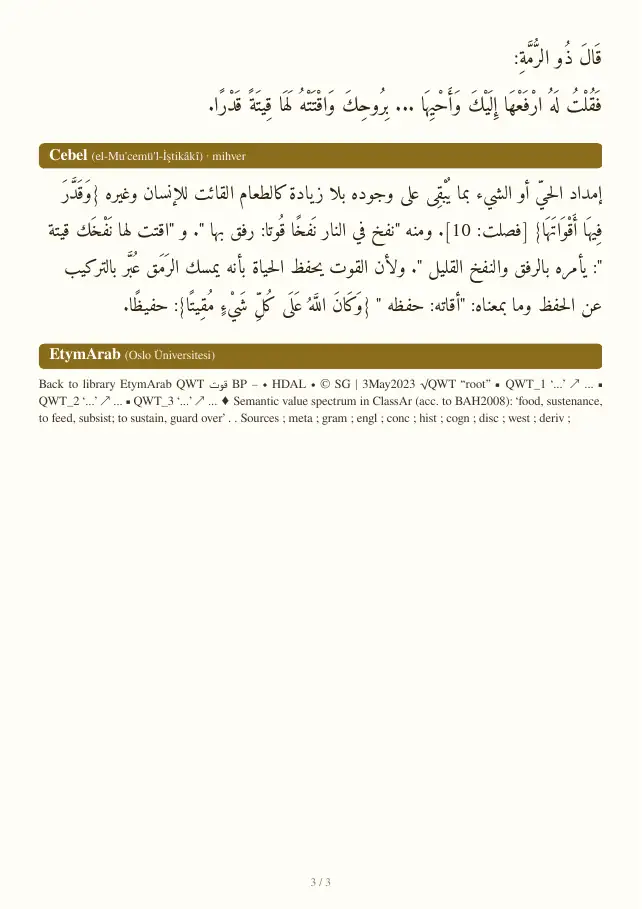 قَالَ ذُو الرُّمَّةِ:
فَقُلْتُ لَهُ ارْفَعْهَا إِلَيْكَ وَأَحْيِهَا ... بِرُوحِكَ وَاقْتَتْهُ لَهَا قِيتَةً قَدْرًا.
Cebel (el-Mu'cemü'l-İştikâkî) · mihver
إمداد الحيّ أو الشيء بما يُبْقِى على وجوده بلا زيادة كالطعام القائت للإنسان وغيره {وَقَدَّرَ
فِيهَا أَقْوَاتَهَا} [فصلت: 10]. ومنه "نفخ في النار نَفخًا قُوتا: رفق بها ". و "اقتت لها نَفْخَك قيتة
": يأمره بالرفق والنفخ القليل ". ولأن القوت يحفظ الحياة بأنه يمسك الرَمَق عُبَّر بالتركيب
عن الحفظ وما بمعناه: "أقاته: حفظه " {وَكَانَ اللَّهُ عَلَى كُلِّ شَيْءٍ مُقِيتًا}: حفيظًا.
EtymArab (Oslo Üniversitesi)
Back to library EtymArab QWT قوت BP – • HDAL • © SG | 3May2023 √QWT “root” ▪ QWT_1 ‘...’ ↗ ... ▪
QWT_2 ‘...’ ↗ ... ▪ QWT_3 ‘...’ ↗ ... ♦ Semantic value spectrum in ClassAr (acc. to BAH2008): ‘food, sustenance,
to feed, subsist; to sustain, guard over’ . . Sources ; meta ; gram ; engl ; conc ; hist ; cogn ; disc ; west ; deriv ;
3 / 3